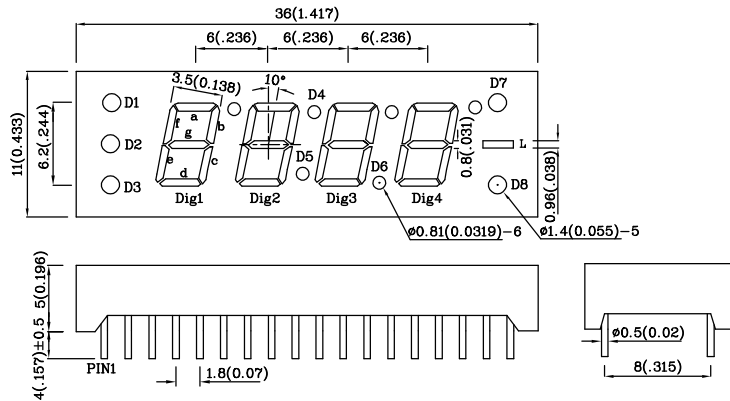 36(1.417)
6(.236) 6(.236) 6(.236)
3.5(0.138) 10°
D1 D4 D7
a
f b
g
D2 L
e c
d
D5 D6
D3 D8
Dig1 Dig2 Dig3 Dig4
11(0.433)
6.2(.244)
0.8(.031)
0.96(.038)
ø0.81(0.0319)-6 ø1.4(0.055)-5
5(0.196)
4(.157)±0.5
PIN1
1.8(0.07)
ø0.5(0.02)
8(.315)